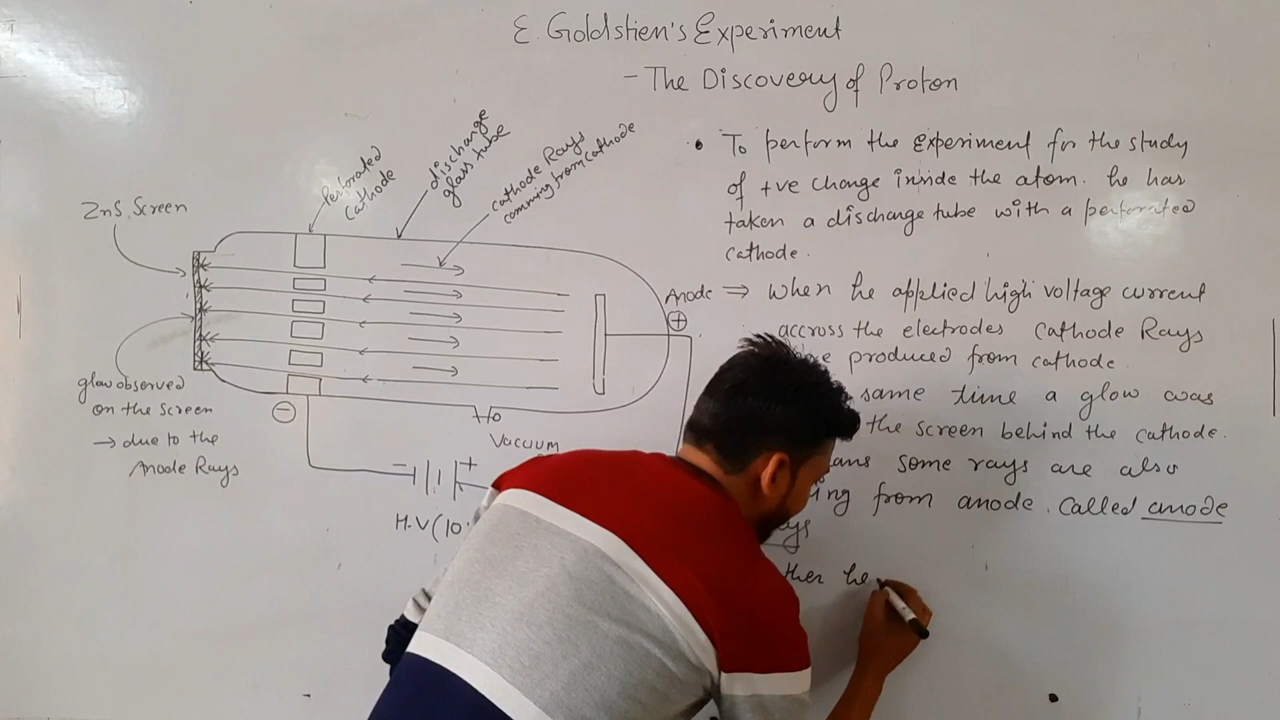 E. Goldstien's Experiment
- The Discovery of Proton
ZnS Screen
Perforated
Cathode
discharge
glass tube
cathode Rays
comming from cathode
glow observed
on the screen
→ due to the
Anode Rays
−
Vacuum
− +
H.V(10
Anode
+
• To perform the Experiment for the study
of +ve change inside the atom. he has
taken a discharge tube with a perforated
cathode.
⇒ when he applied high voltage current
accross the electrodes Cathode Rays
produced from cathode.
same time a glow was
the screen behind the cathode.
some rays are also
from anode. Called anode
he